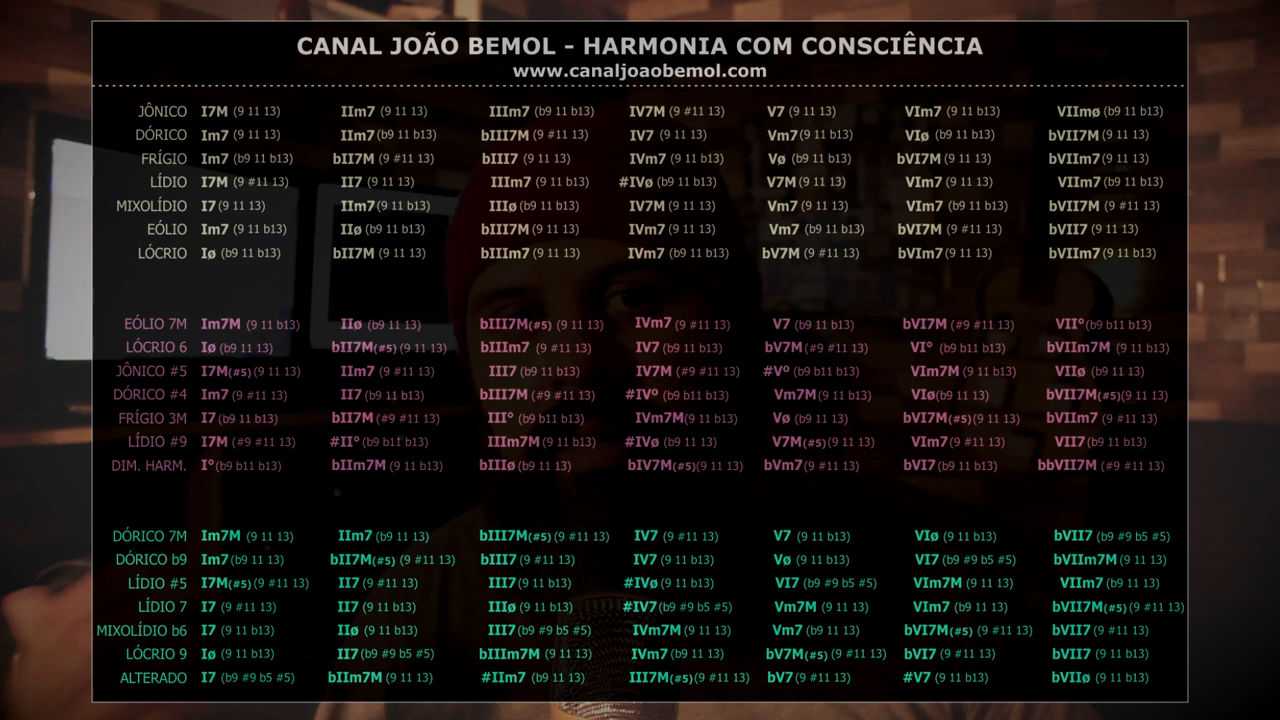 CANAL JOÃO BEMOL - HARMONIA COM CONSCIÊNCIA
www.canaljoaobemol.com
JÔNICO I7M (9 11 13) IIm7 (9 11 13) IIIm7 (b9 11 b13) IV7M (9 #11 13) V7 (9 11 13) VIm7 (9 11 b13) VIImø (b9 11 b13)
DÓRICO Im7 (9 11 13) IIm7 (b9 11 b13) bIII7M (9 #11 13) IV7 (9 11 13) Vm7 (9 11 b13) VIø (b9 11 b13) bVII7M (9 11 13)
FRÍGIO Im7 (b9 11 b13) bII7M (9 #11 13) bIII7 (9 11 13) IVm7 (9 11 b13) Vø (b9 11 b13) bVI7M (9 11 13) bVIIm7 (9 11 13)
LÍDIO I7M (9 #11 13) II7 (9 11 13) IIIm7 (9 11 b13) #IVø (b9 11 b13) V7M (9 11 13) VIm7 (9 11 13) VIIm7 (b9 11 b13)
MIXOLÍDIO I7 (9 11 13) IIm7 (9 11 b13) IIIø (b9 11 b13) IV7M (9 11 13) Vm7 (9 11 13) VIm7 (b9 11 b13) bVII7M (9 #11 13)
EÓLIO Im7 (9 11 b13) IIø (b9 11 b13) bIII7M (9 11 13) IVm7 (9 11 13) Vm7 (b9 11 b13) bVI7M (9 #11 13) bVII7 (9 11 13)
LÓCRIO Iø (b9 11 b13) bII7M (9 11 13) bIIIm7 (9 11 13) IVm7 (b9 11 b13) bV7M (9 #11 13) bVIm7 (9 11 13) bVIIm7 (9 11 b13)
EÓLIO 7M Im7M (9 11 b13) IIø (b9 11 13) bIII7M(#5) (9 11 13) IVm7 (9 #11 13) V7 (b9 11 b13) bVI7M (#9 #11 13) VII° (b9 b11 b13)
LÓCRIO 6 Iø (b9 11 13) bII7M(#5) (9 11 13) bIIIm7 (9 #11 13) IV7 (b9 11 b13) bV7M (#9 #11 13) VI° (b9 b11 b13) bVIIm7M (9 11 b13)
JÔNICO #5 I7M(#5) (9 11 13) IIm7 (9 #11 13) III7 (b9 11 b13) IV7M (#9 #11 13) #Vº (b9 b11 b13) VIm7M (9 11 b13) VIIø (b9 11 13)
DÓRICO #4 Im7 (9 #11 13) II7 (b9 11 b13) bIII7M (#9 #11 13) #IVº (b9 b11 b13) Vm7M (9 11 b13) VIø (b9 11 13) bVII7M(#5) (9 11 13)
FRÍGIO 3M I7 (b9 11 b13) bII7M (#9 #11 13) III° (b9 b11 b13) IVm7M (9 11 b13) Vø (b9 11 13) bVI7M(#5) (9 11 13) bVIIm7 (9 #11 13)
LÍDIO #9 I7M (#9 #11 13) #II° (b9 b11 b13) IIIm7M (9 11 b13) #IVø (b9 11 13) V7M(#5) (9 11 13) VIm7 (9 #11 13) VII7 (b9 11 b13)
DIM. HARM. I° (b9 b11 b13) bIIm7M (9 11 b13) bIIIø (b9 11 13) bIV7M(#5) (9 11 13) bVm7 (9 #11 13) bVI7 (b9 11 b13) bbVII7M (#9 #11 13)
DÓRICO 7M Im7M (9 11 13) IIm7 (b9 11 13) bIII7M(#5) (9 #11 13) IV7 (9 #11 13) V7 (9 11 b13) VIø (9 11 b13) bVII7 (b9 #9 b5 #5)
DÓRICO b9 Im7 (b9 11 13) bII7M(#5) (9 #11 13) bIII7 (9 #11 13) IV7 (9 11 b13) Vø (9 11 b13) VI7 (b9 #9 b5 #5) bVIIm7M (9 11 13)
LÍDIO #5 I7M(#5) (9 #11 13) II7 (9 #11 13) III7 (9 11 b13) #IVø (9 11 b13) VI7 (b9 #9 b5 #5) VIm7M (9 11 13) VIIm7 (b9 11 13)
LÍDIO 7 I7 (9 #11 13) II7 (9 11 b13) IIIø (9 11 b13) #IV7 (b9 #9 b5 #5) Vm7M (9 11 13) VIm7 (b9 11 13) bVII7M(#5) (9 #11 13)
MIXOLÍDIO b6 I7 (9 11 b13) IIø (9 11 b13) III7 (b9 #9 b5 #5) IVm7M (9 11 13) Vm7 (b9 11 13) bVI7M(#5) (9 #11 13) bVII7 (9 #11 13)
LÓCRIO 9 Iø (9 11 b13) II7 (b9 #9 b5 #5) bIIIm7M (9 11 13) IVm7 (b9 11 13) bV7M(#5) (9 #11 13) bVI7 (9 #11 13) bVII7 (9 11 b13)
ALTERADO I7 (b9 #9 b5 #5) bIIm7M (9 11 13) #IIm7 (b9 11 13) III7M(#5) (9 #11 13) bV7 (9 #11 13) #V7 (9 11 b13) bVIIø (9 11 b13)